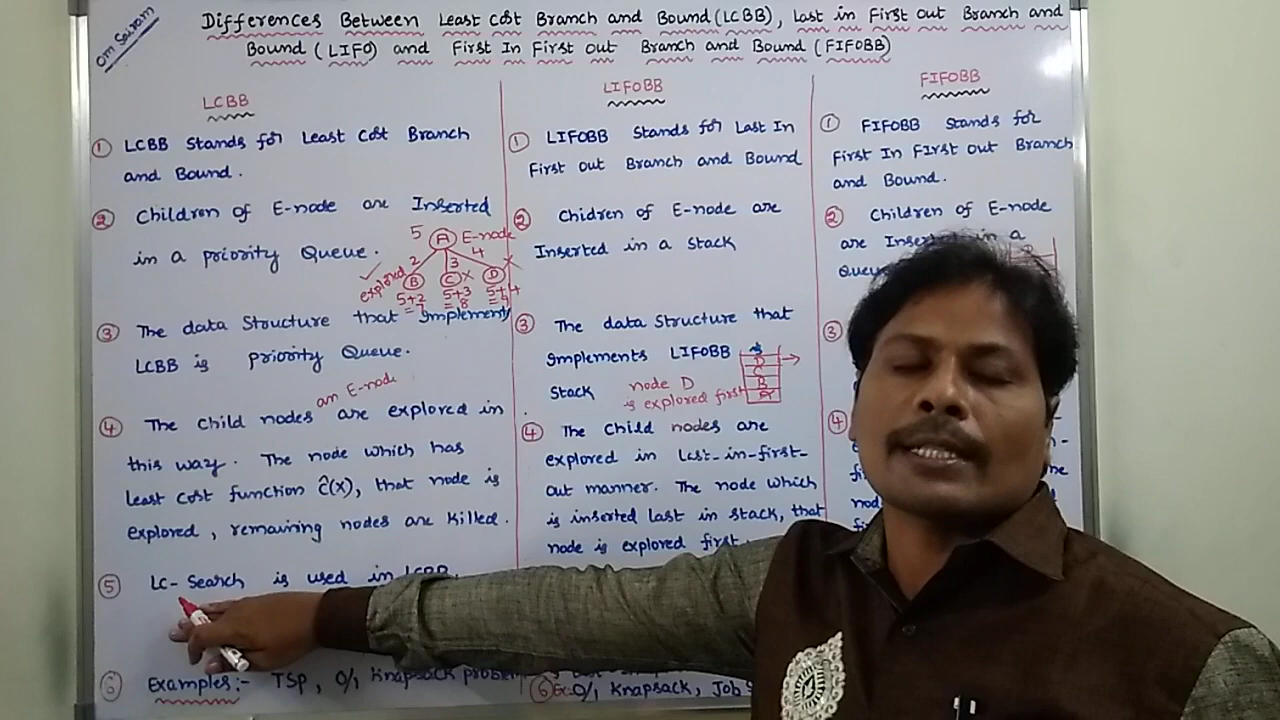 Om Sairam
Differences Between Least Cost Branch and Bound (LCBB), Last in First out Branch and
Bound (LIFO) and First In First out Branch and Bound (FIFOBB)
LCBB
① LCBB Stands for Least Cost Branch
and Bound.
② Children of E-node are Inserted
in a priority Queue.
5 A E-node
2 3 4
✓ explored B C x D x
5+2 5+3 5+4
=7 =8 =9
③ The data Structure that Implements
LCBB is priority Queue.
an E-node
④ The child nodes are explored in
this way. The node which has
least cost function ĉ(x), that node is
explored, remaining nodes are killed.
⑤ LC-Search is used in LCBB.
⑥ Examples:- TSP, 0/1 Knapsack problem
LIFOBB
① LIFOBB Stands for Last In
First out Branch and Bound
② Chidren of E-node are
Inserted in a stack
③ The data Structure that
Implements LIFOBB
Stack
D
C
B
A
node D
is explored first
④ The child nodes are
explored in Last-in-first-
out manner. The node which
is inserted last in stack, that
node is explored first
⑥ Ex:- 0/1 Knapsack, Job
FIFOBB
① FIFOBB Stands for
First In First out Branch
and Bound.
② Children of E-node
are Inserted in a
Queue
③
④